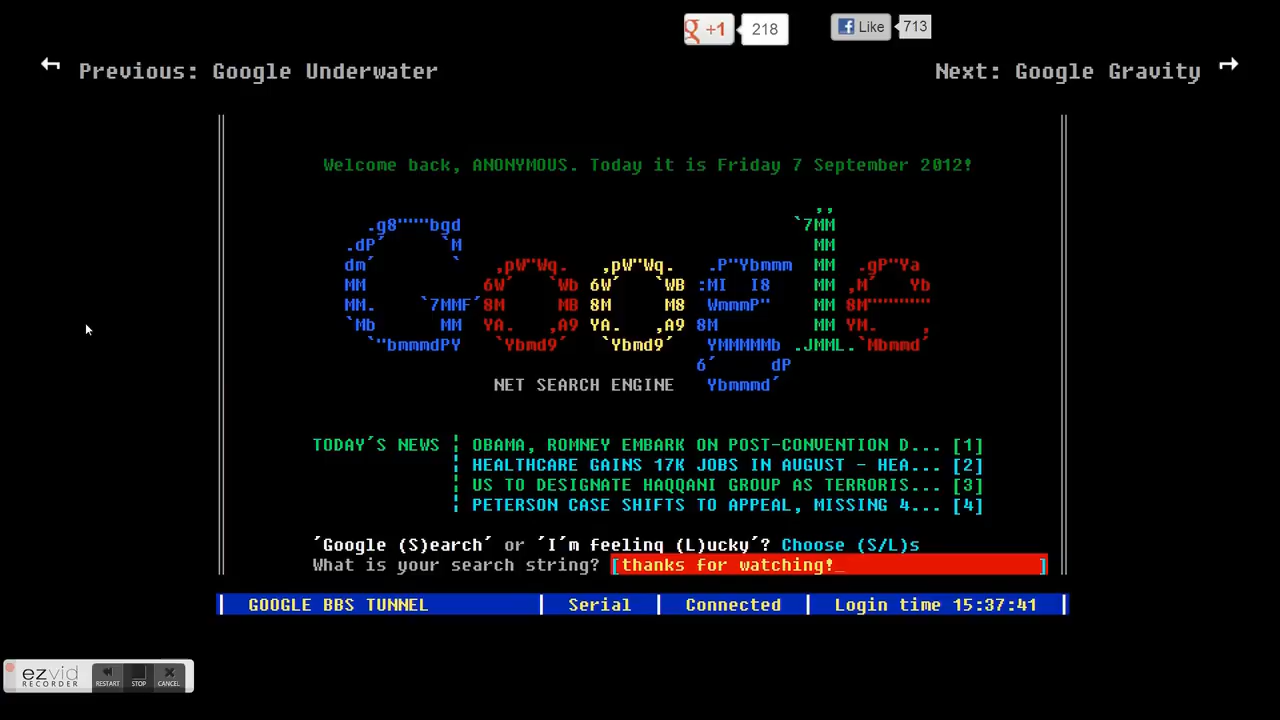 +1 218 Like 713
Previous: Google Underwater
Next: Google Gravity
Welcome back, ANONYMOUS. Today it is Friday 7 September 2012!
Google
NET SEARCH ENGINE
TODAY'S NEWS ¦ OBAMA, ROMNEY EMBARK ON POST-CONVENTION D... [1]
¦ HEALTHCARE GAINS 17K JOBS IN AUGUST - HEA... [2]
¦ US TO DESIGNATE HAQQANI GROUP AS TERRORIS... [3]
¦ PETERSON CASE SHIFTS TO APPEAL, MISSING 4... [4]
'Google (S)earch' or 'I'm feeling (L)ucky'? Choose (S/L)s
What is your search string? [thanks for watching!_ ]
GOOGLE BBS TUNNEL | Serial | Connected | Login time 15:37:41
ezvid
RECORDER
RESTART STOP CANCEL